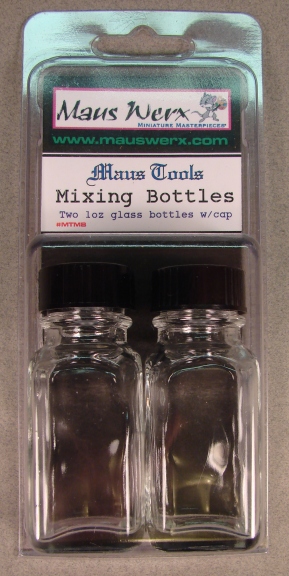 Maus Werx
MINIATURE MASTERPIECES
www.mauswerx.com
Maus Tools
Mixing Bottles
Two 1oz glass bottles w/cap
#MTMB